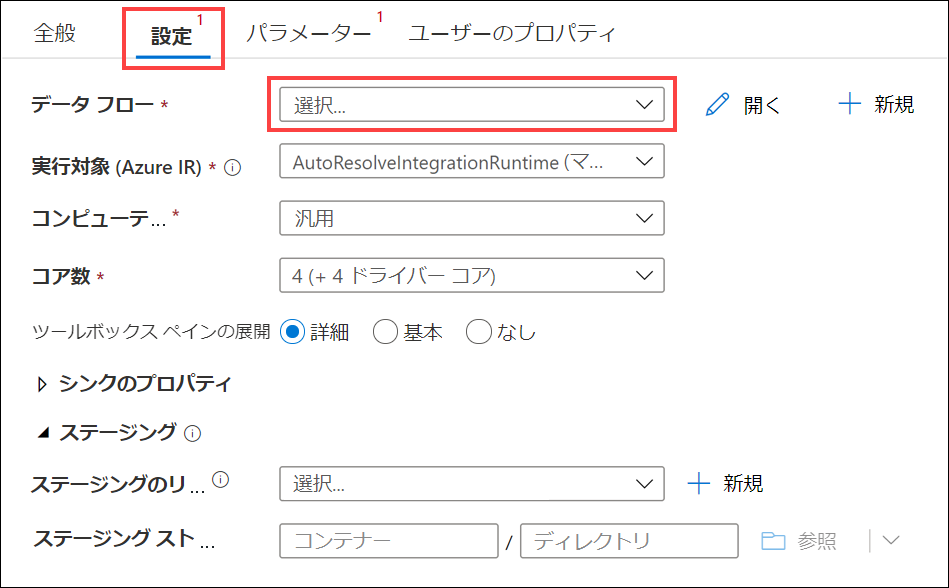 全般 設定 1 パラメーター 1 ユーザーのプロパティ
データ フロー * 選択... 開く 新規
実行対象 (Azure IR) * AutoResolveIntegrationRuntime (マ...
コンピューテ... * 汎用
コア数 * 4 (+ 4 ドライバー コア)
ツールボックス ペインの展開 詳細 基本 なし
シンクのプロパティ
ステージング
ステージングのリ... 選択... 新規
ステージング スト... コンテナー / ディレクトリ 参照